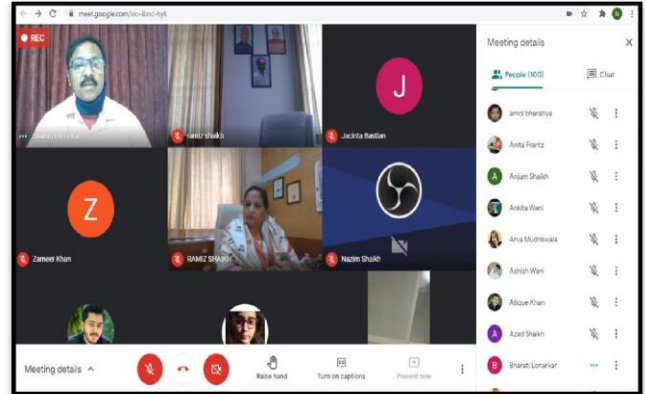 meet.google.com/
REC
Meeting details
X
People (100)
Chat
ramiz shaikh
J
Jacinta Bastian
Z
Zameer Khan
RAMIZ SHAIKH
Nazim Shaikh
amol bharatiya
Anita Frantz
A
Anjum Shaikh
Ankita Wani
Arva Mudniewala
Ashish Wani
Atique Khan
A
Azad Shaikh
B
Bharati Lonarkar
Meeting details
Raise hand
Turn on captions
Present now